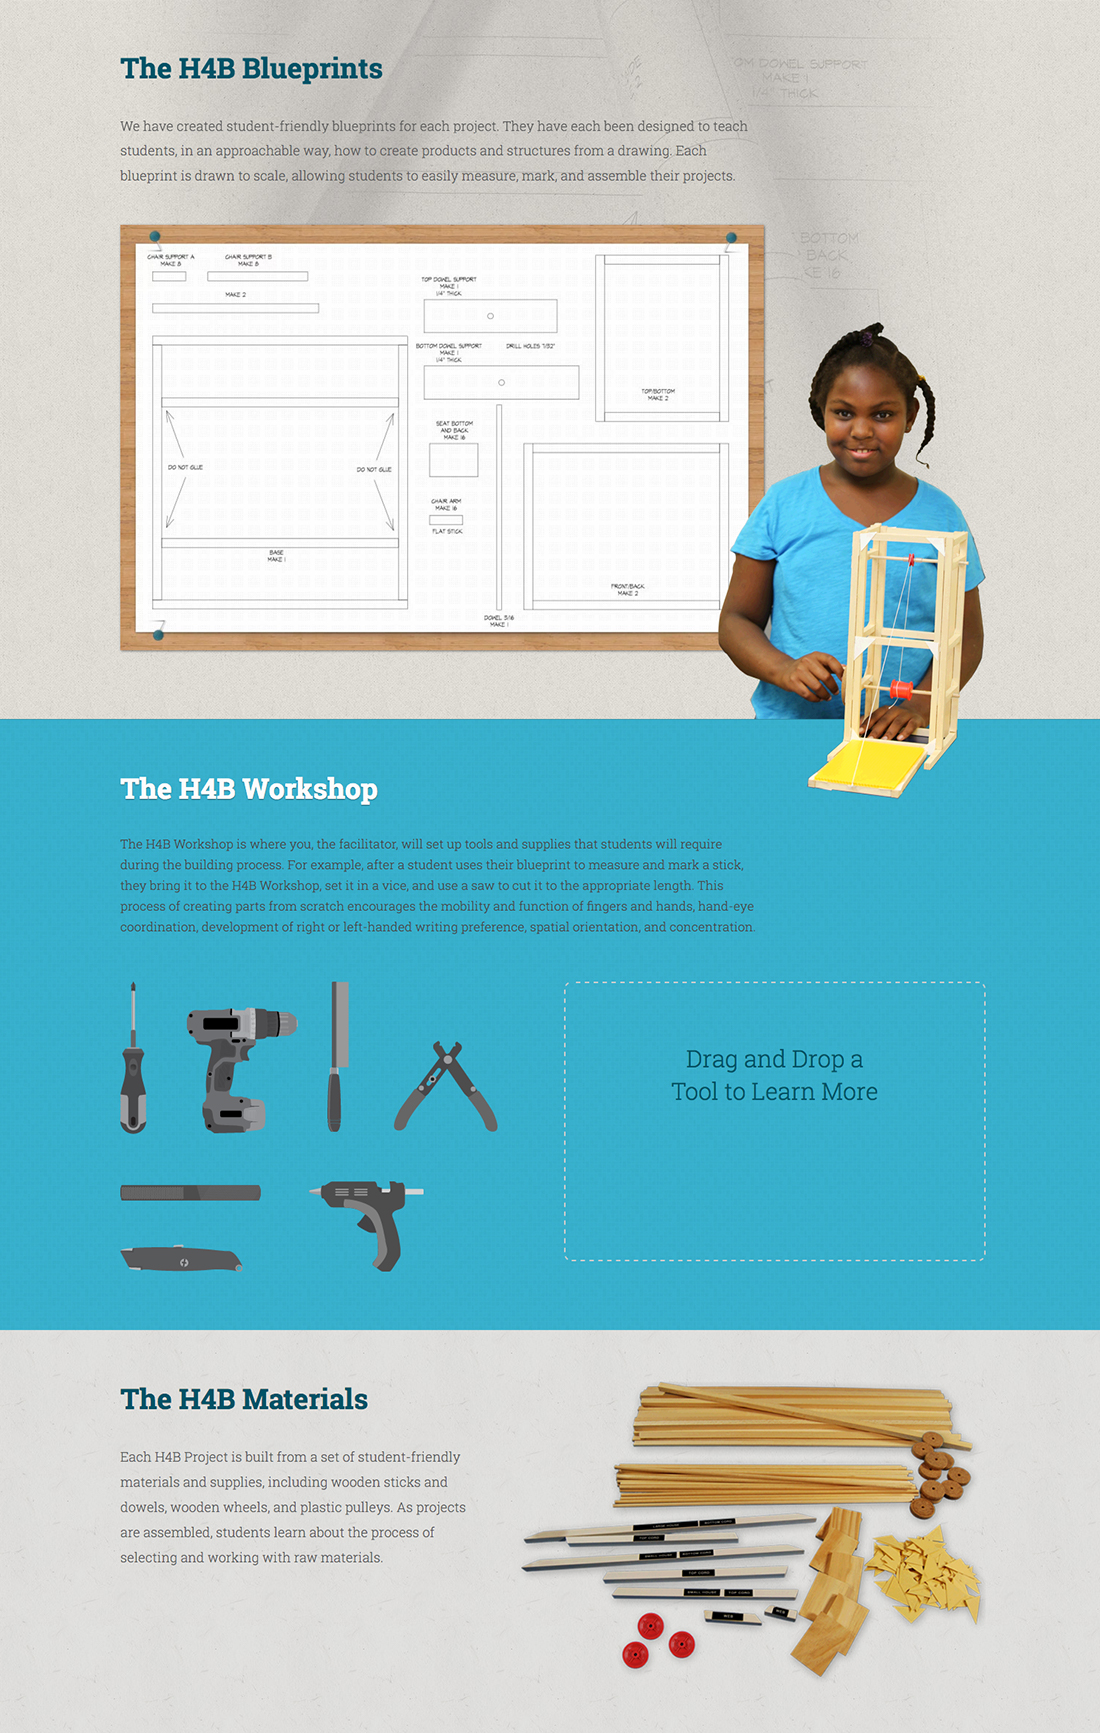 The H4B Blueprints
OM DOWEL SUPPORT
MAKE 1
1/4" THICK
We have created student-friendly blueprints for each project. They have each been designed to teach
students, in an approachable way, how to create products and structures from a drawing. Each
blueprint is drawn to scale, allowing students to easily measure, mark, and assemble their projects.
BOTTOM
BACK
KE 16
CHAIR SUPPORT A
MAKE 8
CHAIR SUPPORT B
MAKE 8
MAKE 2
TOP DOWEL SUPPORT
MAKE 1
1/4" THICK
BOTTOM DOWEL SUPPORT
MAKE 1
1/4" THICK
DRILL HOLES 7/32"
TOP/BOTTOM
MAKE 2
SEAT BOTTOM
AND BACK
MAKE 16
DO NOT GLUE
DO NOT GLUE
CHAIR ARM
MAKE 16
FLAT STICK
BASE
MAKE 1
FRONT/BACK
MAKE 2
DOWEL 3/16
MAKE 1
The H4B Workshop
The H4B Workshop is where you, the facilitator, will set up tools and supplies that students will require
during the building process. For example, after a student uses their blueprint to measure and mark a stick,
they bring it to the H4B Workshop, set it in a vice, and use a saw to cut it to the appropriate length. This
process of creating parts from scratch encourages the mobility and function of fingers and hands, hand-eye
coordination, development of right or left-handed writing preference, spatial orientation, and concentration.
Drag and Drop a
Tool to Learn More
The H4B Materials
Each H4B Project is built from a set of student-friendly
materials and supplies, including wooden sticks and
dowels, wooden wheels, and plastic pulleys. As projects
are assembled, students learn about the process of
selecting and working with raw materials.